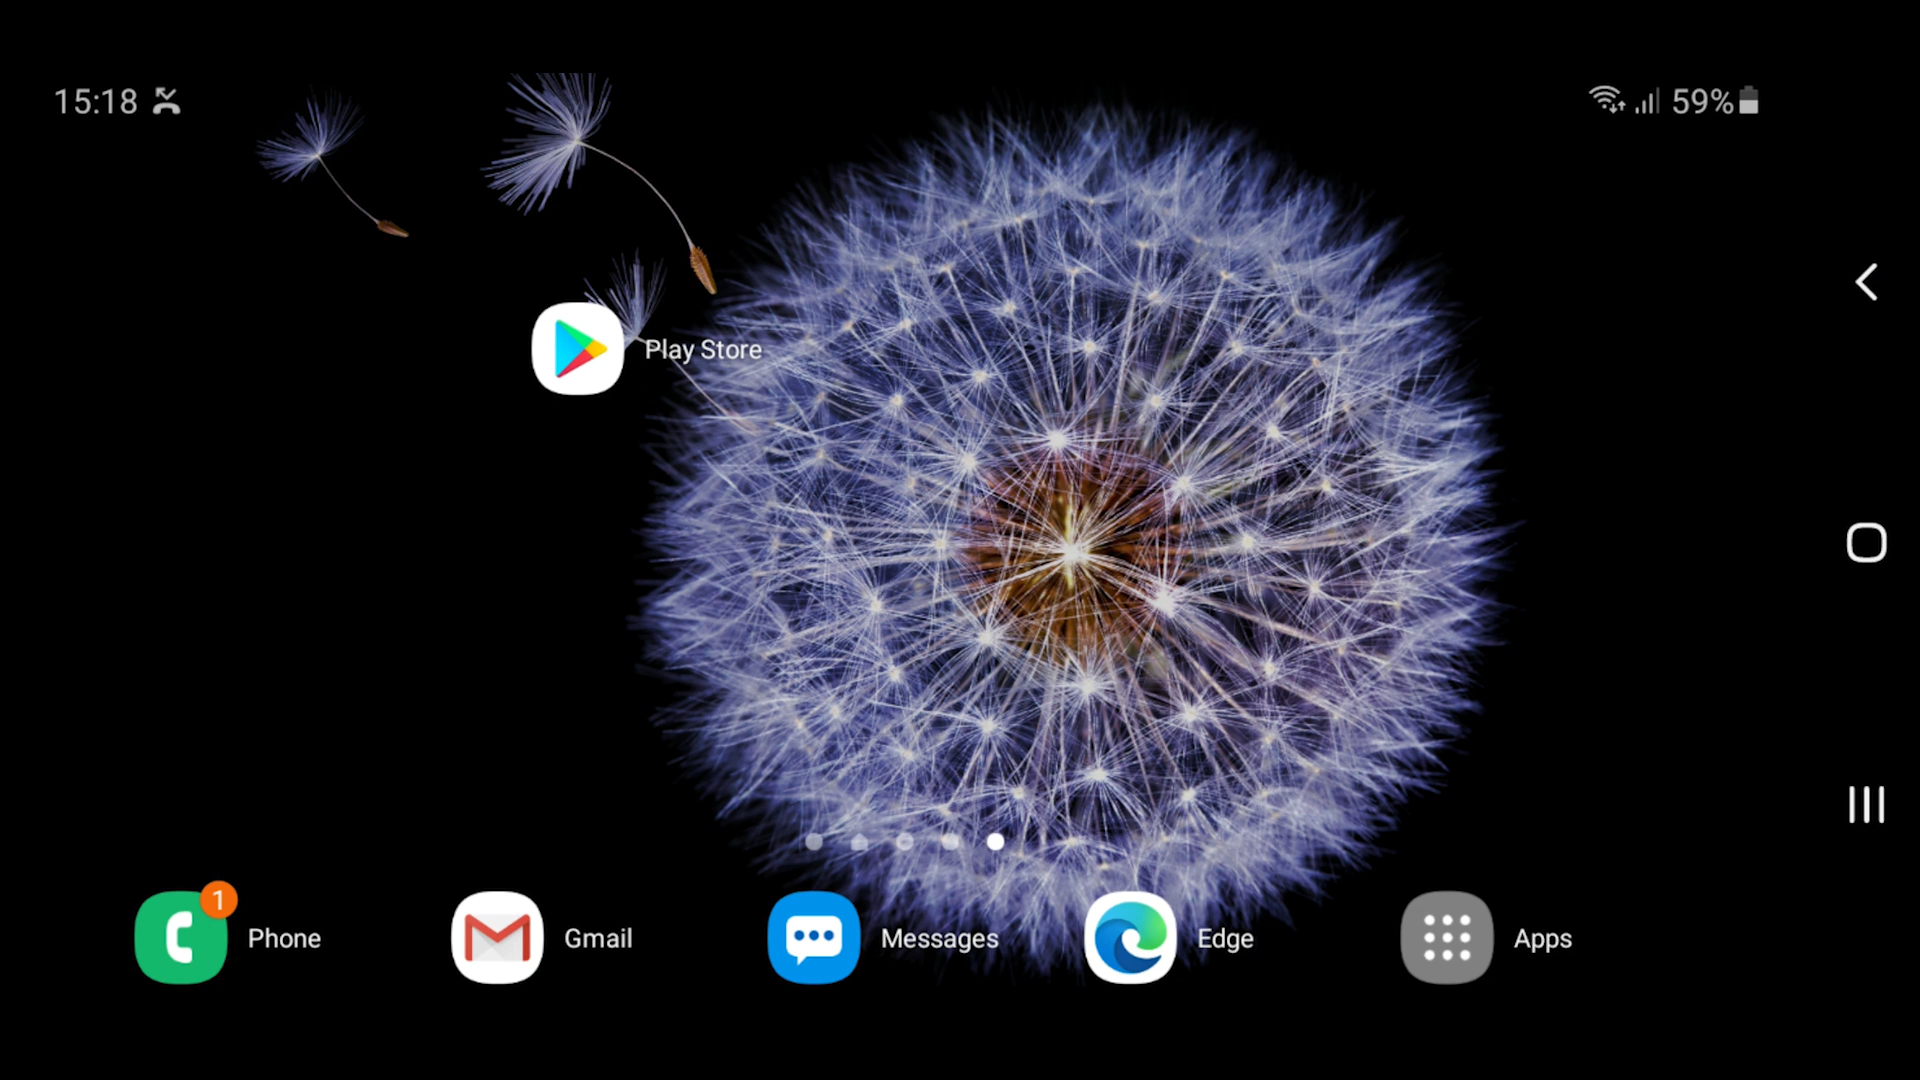 15:18
59%
Play Store
1
Phone
Gmail
Messages
Edge
Apps